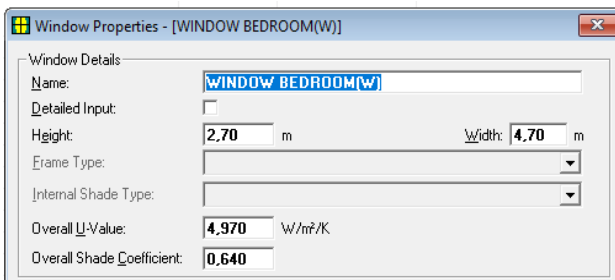 Window Properties - [WINDOW BEDROOM(W)]
Window Details
Name: WINDOW BEDROOM(W)
Detailed Input:
Height: 2,70 m Width: 4,70 m
Frame Type:
Internal Shade Type:
Overall U-Value: 4,970 W/m²/K
Overall Shade Coefficient: 0,640